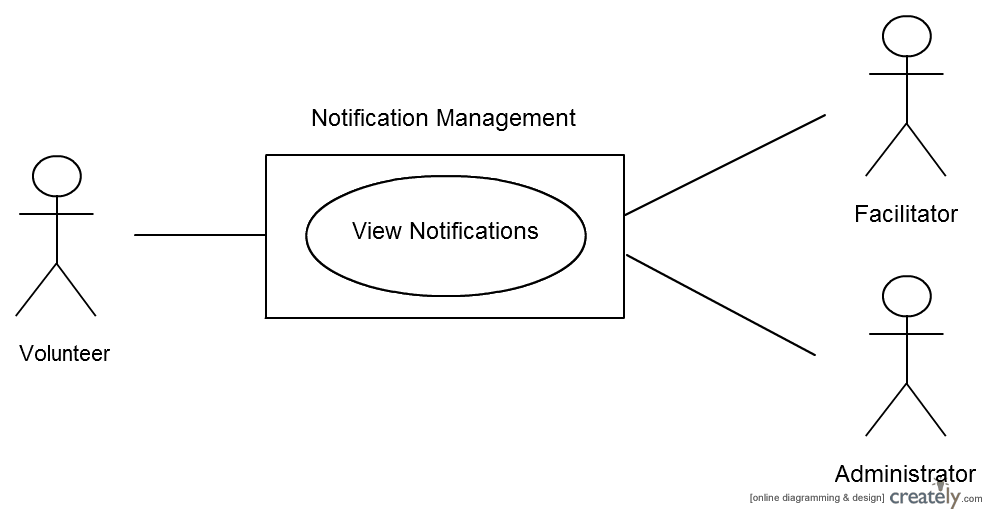 Notification Management
View Notifications
Volunteer
Facilitator
Administrator
[online diagramming & design] creately.com